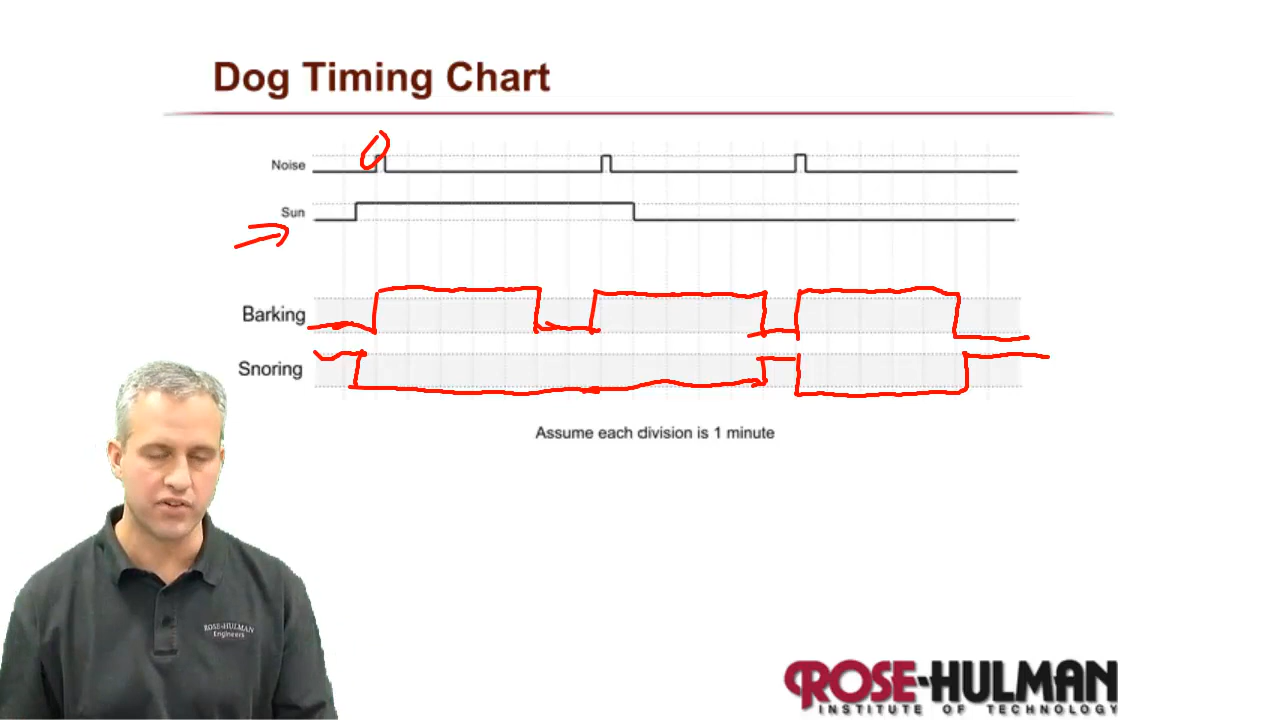 Dog Timing Chart
Noise
Sun
Barking
Snoring
Assume each division is 1 minute
ROSE-HULMAN
Engineers
ROSE-HULMAN
INSTITUTE OF TECHNOLOGY